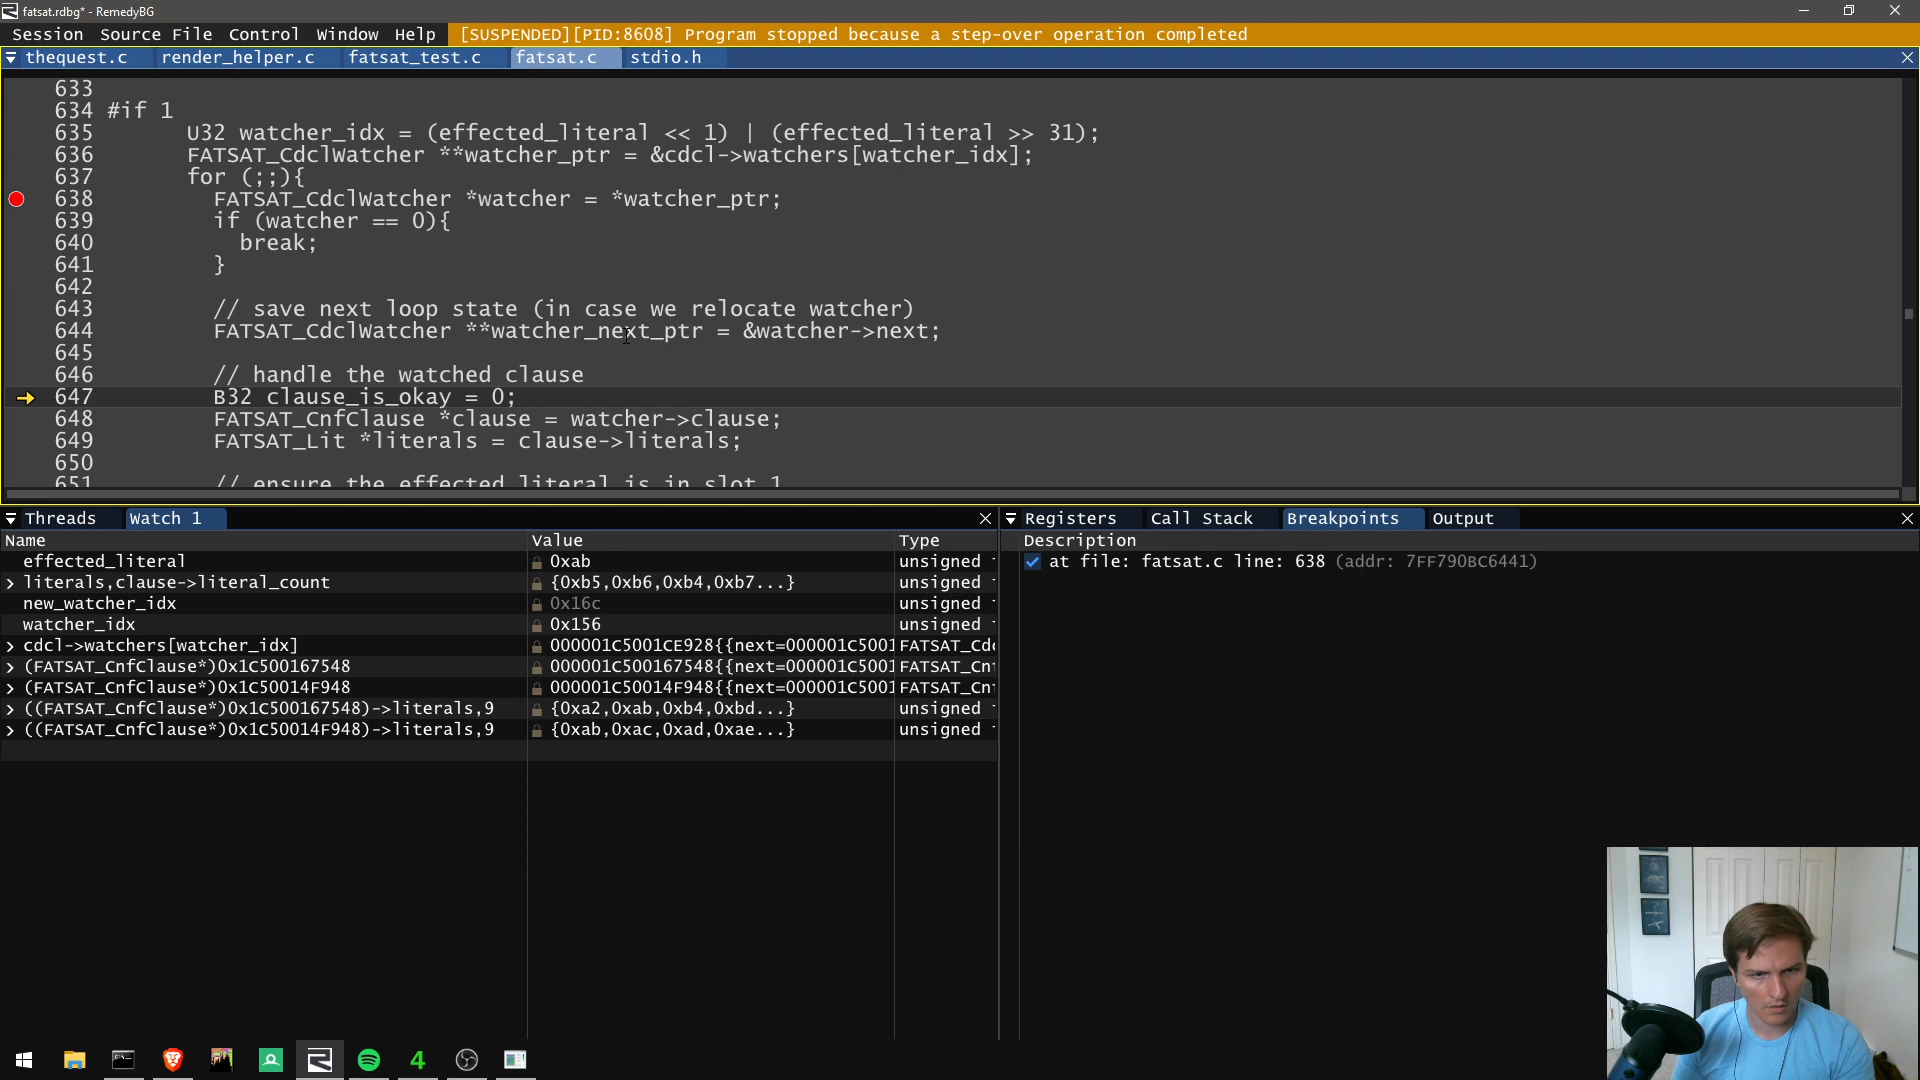 fatsat.rdbg* - RemedyBG
Session Source File Control Window Help [SUSPENDED][PID:8608] Program stopped because a step-over operation completed
thequest.c render_helper.c fatsat_test.c fatsat.c stdio.h
633
634 #if 1
635 U32 watcher_idx = (effected_literal << 1) | (effected_literal >> 31);
636 FATSAT_CdclWatcher **watcher_ptr = &cdcl->watchers[watcher_idx];
637 for (;;){
638 FATSAT_CdclWatcher *watcher = *watcher_ptr;
639 if (watcher == 0){
640 break;
641 }
642
643 // save next loop state (in case we relocate watcher)
644 FATSAT_CdclWatcher **watcher_next_ptr = &watcher->next;
645
646 // handle the watched clause
647 B32 clause_is_okay = 0;
648 FATSAT_CnfClause *clause = watcher->clause;
649 FATSAT_Lit *literals = clause->literals;
650
651 // ensure the effected literal is in slot 1
Threads Watch 1
Name Value Type
effected_literal 0xab unsigned
> literals,clause->literal_count {0xb5,0xb6,0xb4,0xb7...} unsigned
new_watcher_idx 0x16c unsigned
watcher_idx 0x156 unsigned
> cdcl->watchers[watcher_idx] 000001C5001CE928{{next=000001C5001 FATSAT_Cdc
> (FATSAT_CnfClause*)0x1C500167548 000001C500167548{{next=000001C5001 FATSAT_Cnf
> (FATSAT_CnfClause*)0x1C50014F948 000001C50014F948{{next=000001C5001 FATSAT_Cnf
> ((FATSAT_CnfClause*)0x1C500167548)->literals,9 {0xa2,0xab,0xb4,0xbd...} unsigned
> ((FATSAT_CnfClause*)0x1C50014F948)->literals,9 {0xab,0xac,0xad,0xae...} unsigned
Registers Call Stack Breakpoints Output
Description
at file: fatsat.c line: 638 (addr: 7FF790BC6441)
4